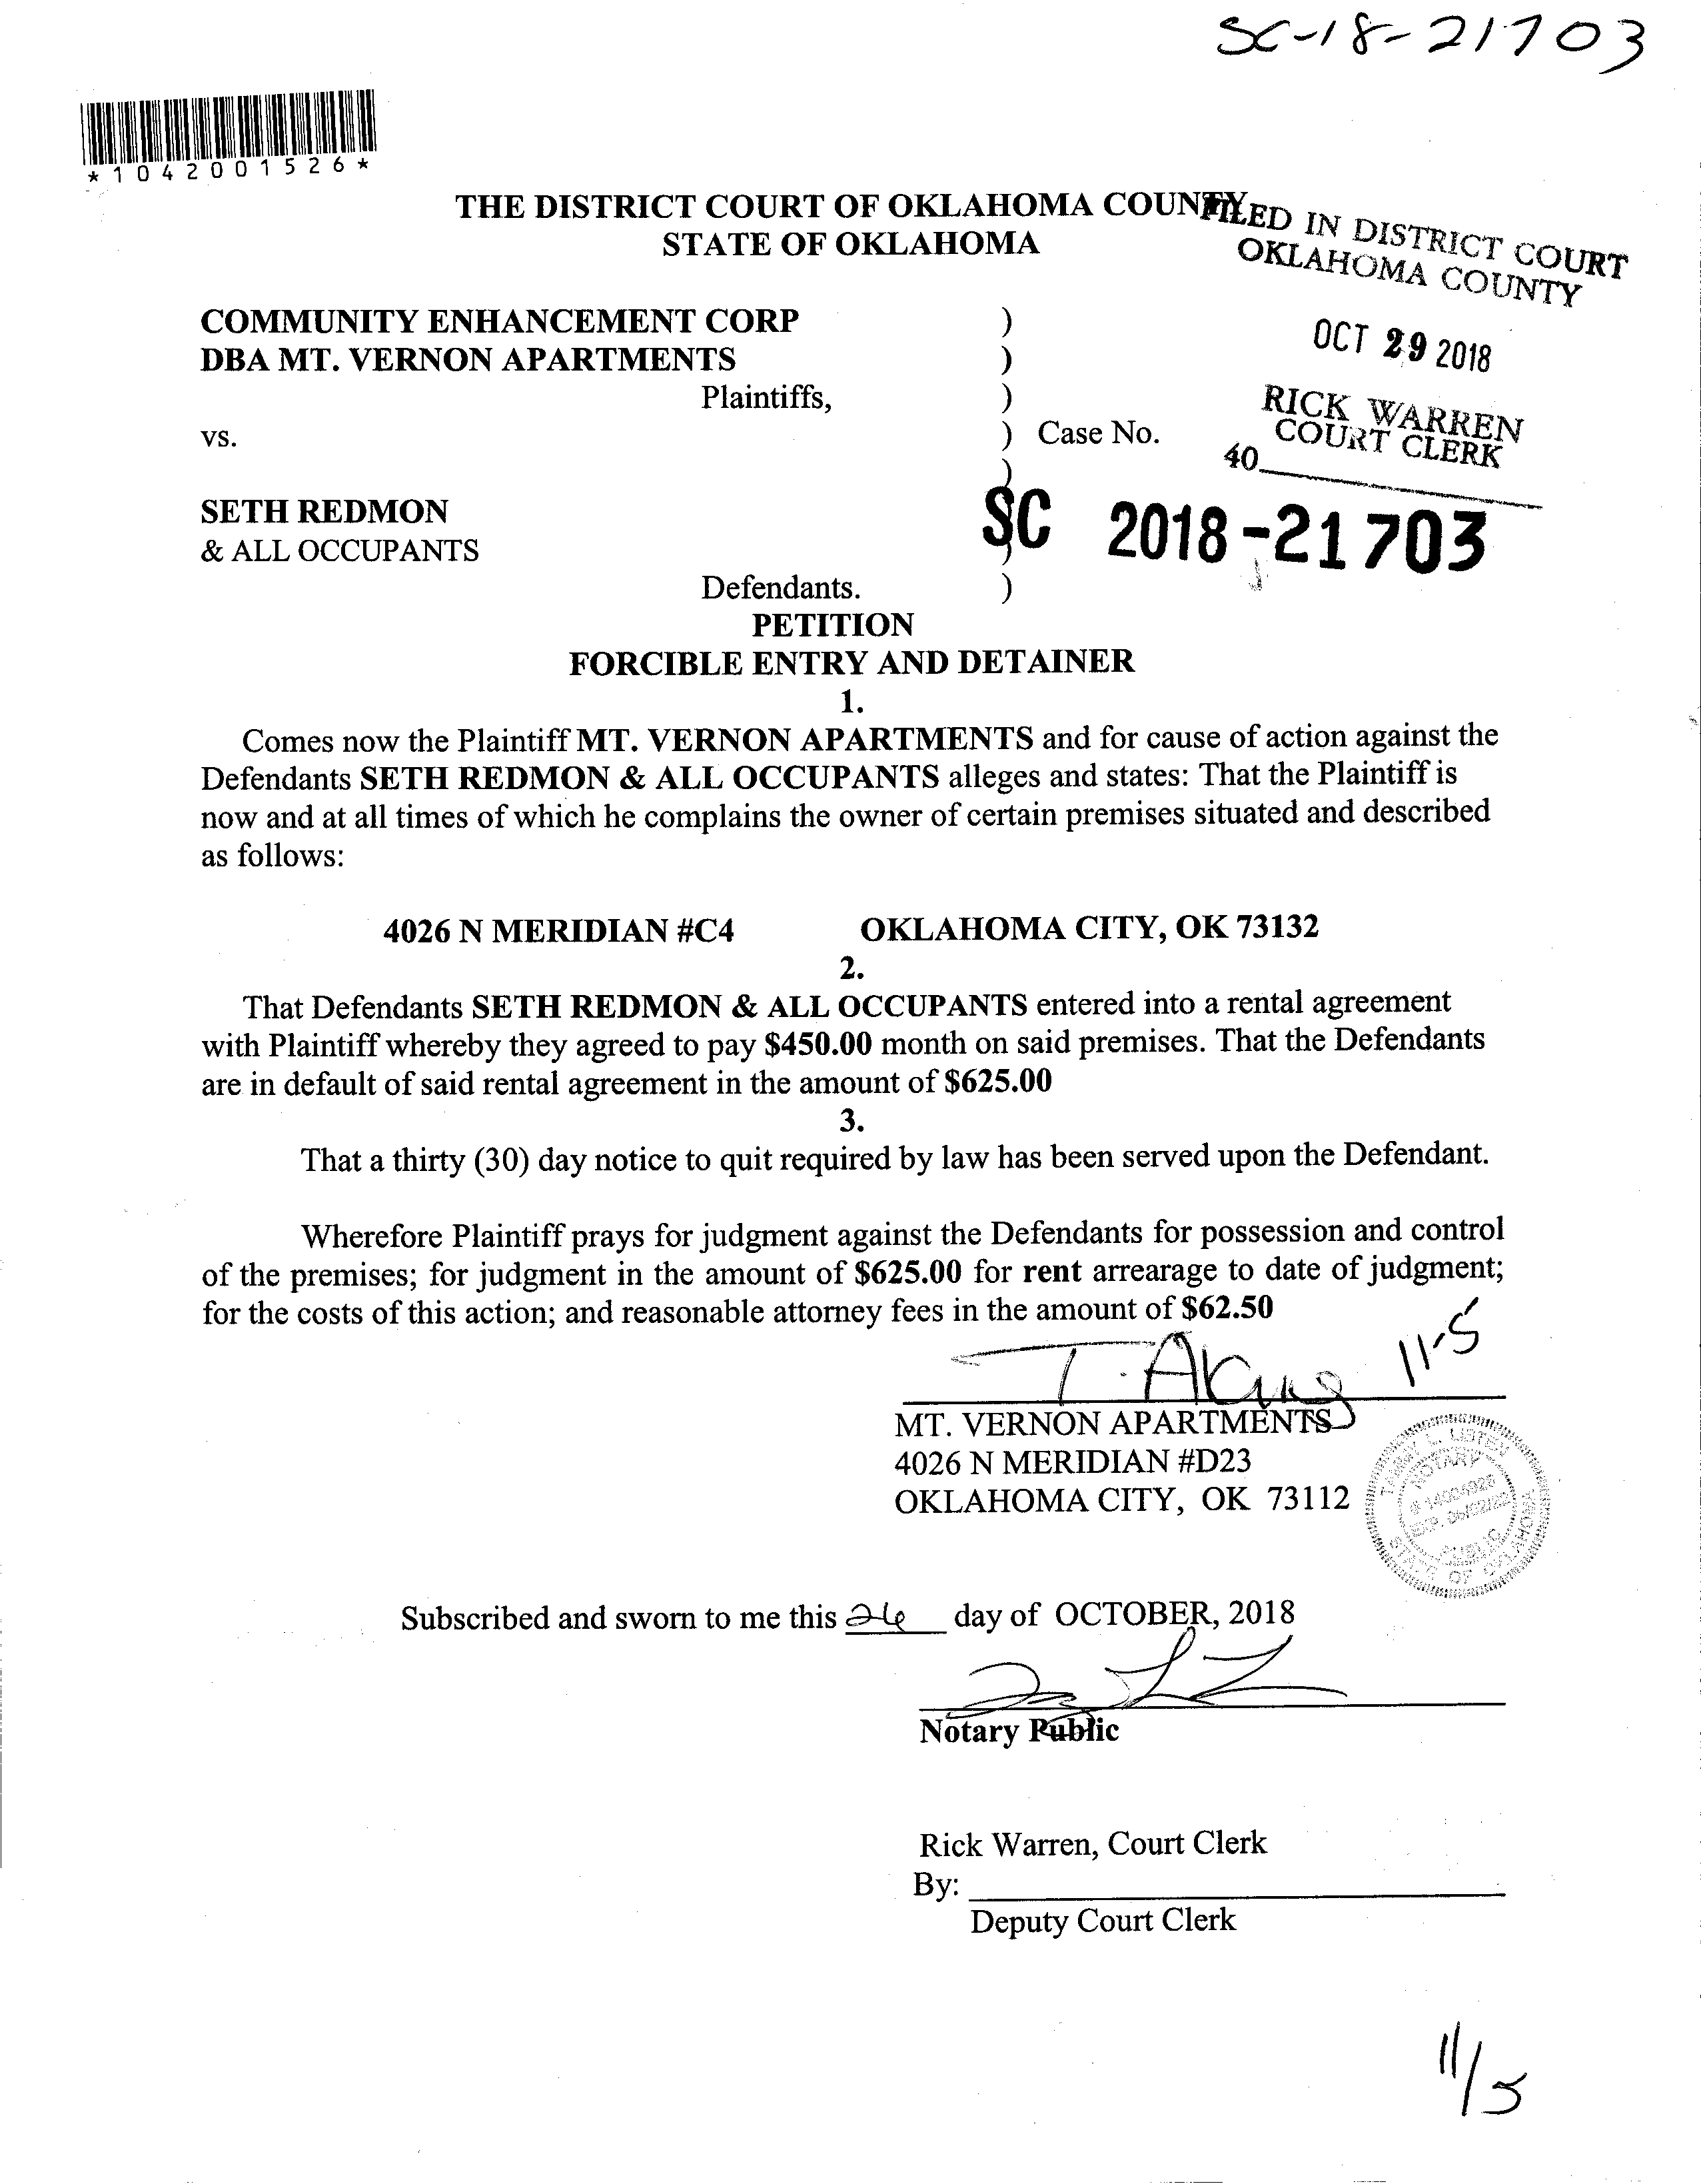 SC-18-21703
*1042001526*
THE DISTRICT COURT OF OKLAHOMA COUNTY
STATE OF OKLAHOMA
FILED IN DISTRICT COURT
OKLAHOMA COUNTY
OCT 29 2018
RICK WARREN
COURT CLERK
40
COMMUNITY ENHANCEMENT CORP )
DBA MT. VERNON APARTMENTS )
Plaintiffs, )
vs. ) Case No.
)
SETH REDMON ) SC 2018-21703
& ALL OCCUPANTS )
Defendants. )
PETITION
FORCIBLE ENTRY AND DETAINER
1.
Comes now the Plaintiff MT. VERNON APARTMENTS and for cause of action against the
Defendants SETH REDMON & ALL OCCUPANTS alleges and states: That the Plaintiff is
now and at all times of which he complains the owner of certain premises situated and described
as follows:
4026 N MERIDIAN #C4 OKLAHOMA CITY, OK 73132
2.
That Defendants SETH REDMON & ALL OCCUPANTS entered into a rental agreement
with Plaintiff whereby they agreed to pay $450.00 month on said premises. That the Defendants
are in default of said rental agreement in the amount of $625.00
3.
That a thirty (30) day notice to quit required by law has been served upon the Defendant.
Wherefore Plaintiff prays for judgment against the Defendants for possession and control
of the premises; for judgment in the amount of $625.00 for rent arrearage to date of judgment;
for the costs of this action; and reasonable attorney fees in the amount of $62.50
11-5
MT. VERNON APARTMENTS
4026 N MERIDIAN #D23
OKLAHOMA CITY, OK 73112
NOTARY
PUBLIC
STATE OF OKLAHOMA
Subscribed and sworn to me this 26 day of OCTOBER, 2018
Notary Public
Rick Warren, Court Clerk
By:
Deputy Court Clerk
11/5